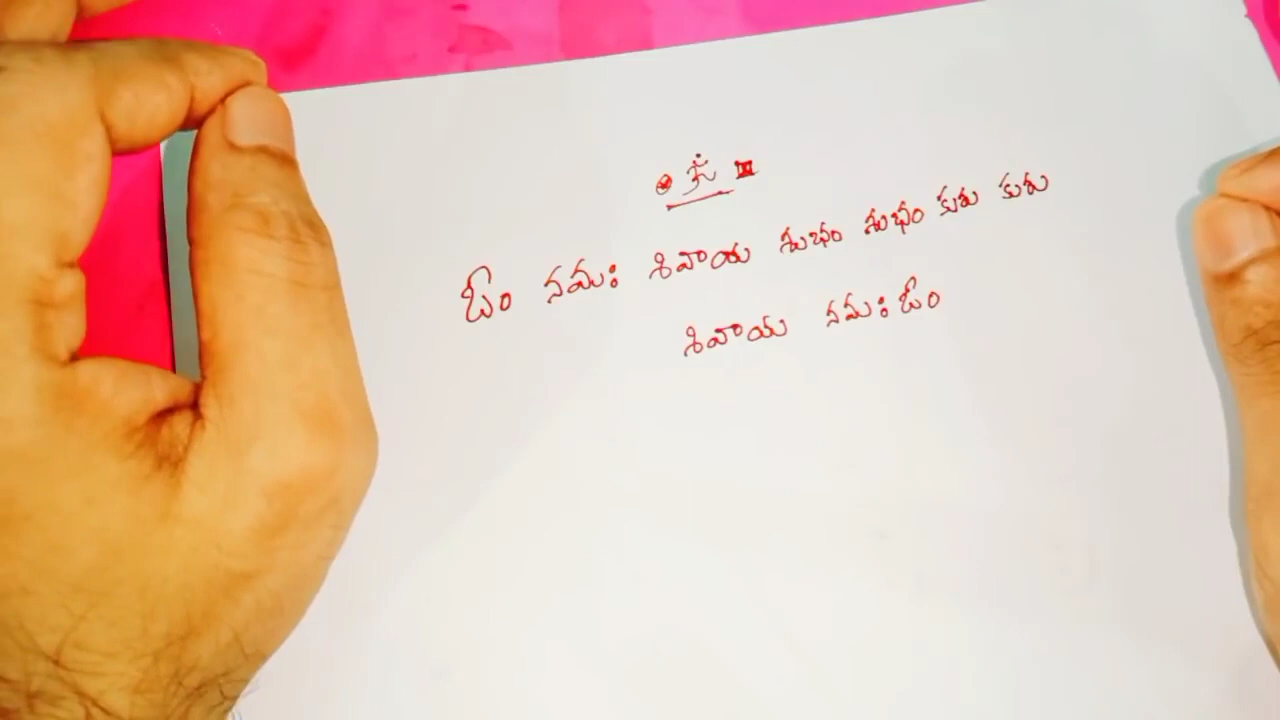 ఓం నమః శివాయ శుభం శుభం కురు కురు
శివాయ నమః ఓం